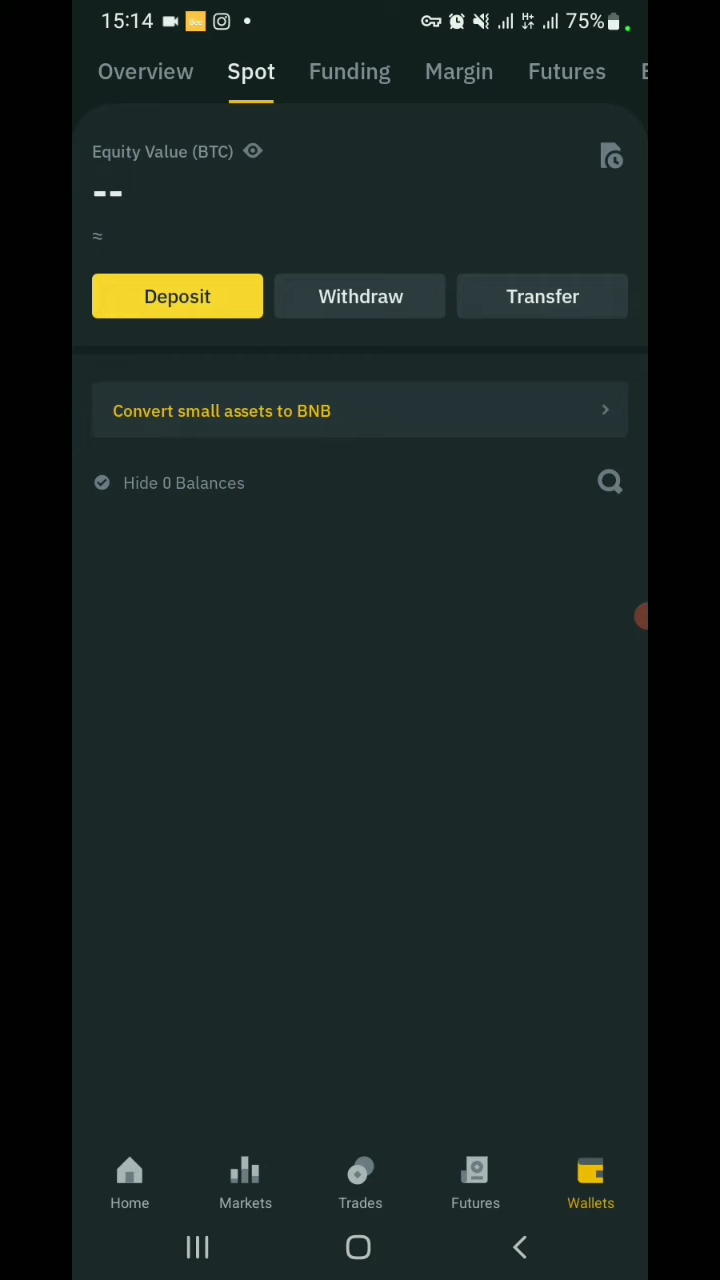 15:14 75%
Overview Spot Funding Margin Futures
Equity Value (BTC)
--
≈
Deposit Withdraw Transfer
Convert small assets to BNB
Hide 0 Balances
Home Markets Trades Futures Wallets